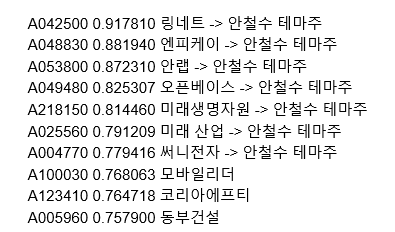 A042500 0.917810 링네트 -> 안철수 테마주
A048830 0.881940 엔피케이 -> 안철수 테마주
A053800 0.872310 안랩 -> 안철수 테마주
A049480 0.825307 오픈베이스 -> 안철수 테마주
A218150 0.814460 미래생명자원 -> 안철수 테마주
A025560 0.791209 미래 산업 -> 안철수 테마주
A004770 0.779416 써니전자 -> 안철수 테마주
A100030 0.768063 모바일리더
A123410 0.764718 코리아에프티
A005960 0.757900 동부건설